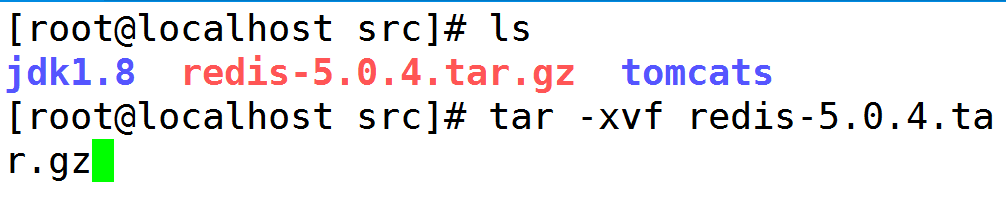 [root@localhost src]# ls
jdk1.8  redis-5.0.4.tar.gz  tomcats
[root@localhost src]# tar -xvf redis-5.0.4.ta
r.gz